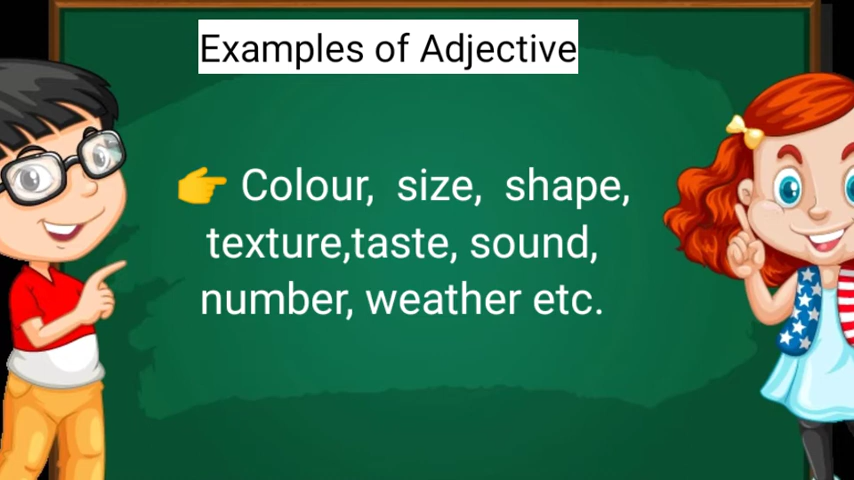 Examples of Adjective
👉 Colour, size, shape,
texture,taste, sound,
number, weather etc.